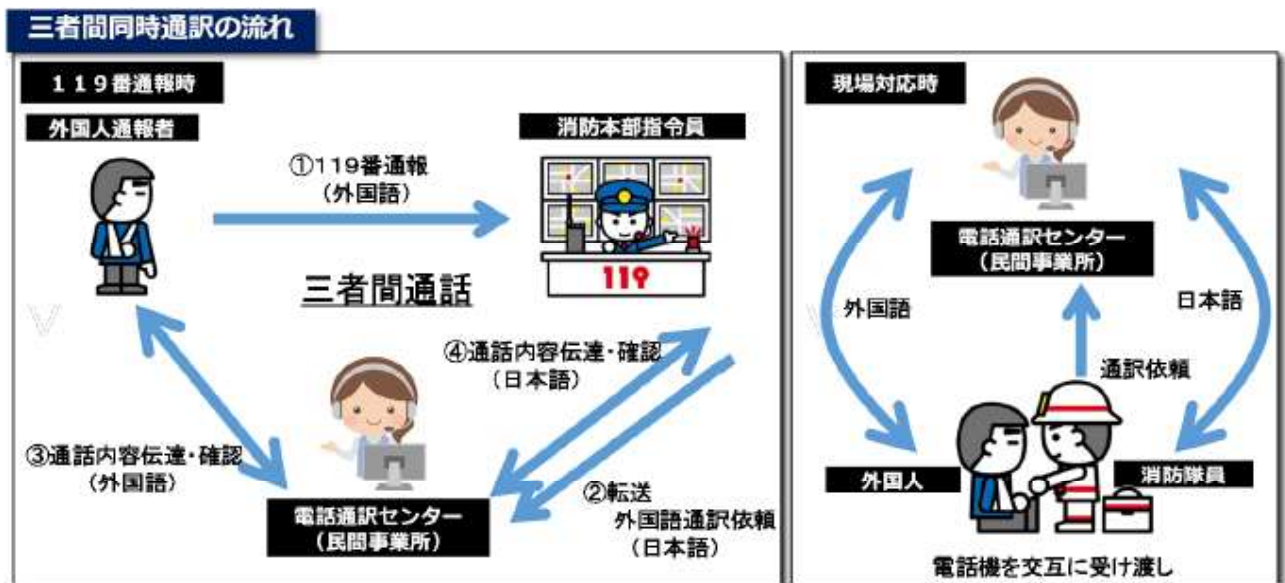 三者間同時通訳の流れ
119番通報時
外国人通報者
消防本部指令員
①119番通報
(外国語)
119
三者間通話
④通話内容伝達・確認
(日本語)
③通話内容伝達・確認
(外国語)
②転送
外国語通訳依頼
(日本語)
電話通訳センター
(民間事業所)
現場対応時
電話通訳センター
(民間事業所)
外国語
日本語
通訳依頼
外国人
消防隊員
電話機を交互に受け渡し